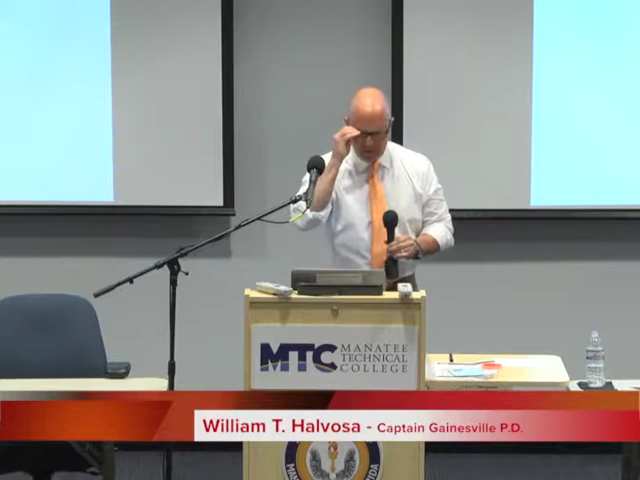 MTC MANATEE
TECHNICAL
COLLEGE
William T. Halvosa - Captain Gainesville P.D.